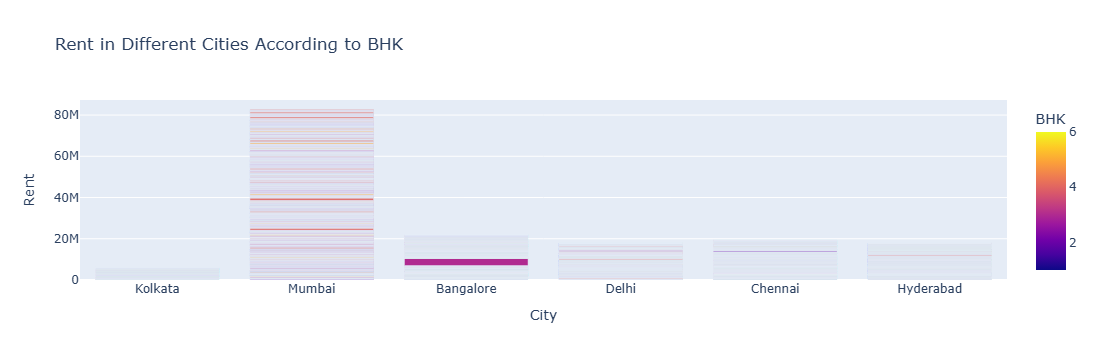 Rent in Different Cities According to BHK
BHK
80M
60M
40M
20M
0
Rent
6
4
2
Kolkata Mumbai Bangalore Delhi Chennai Hyderabad
City